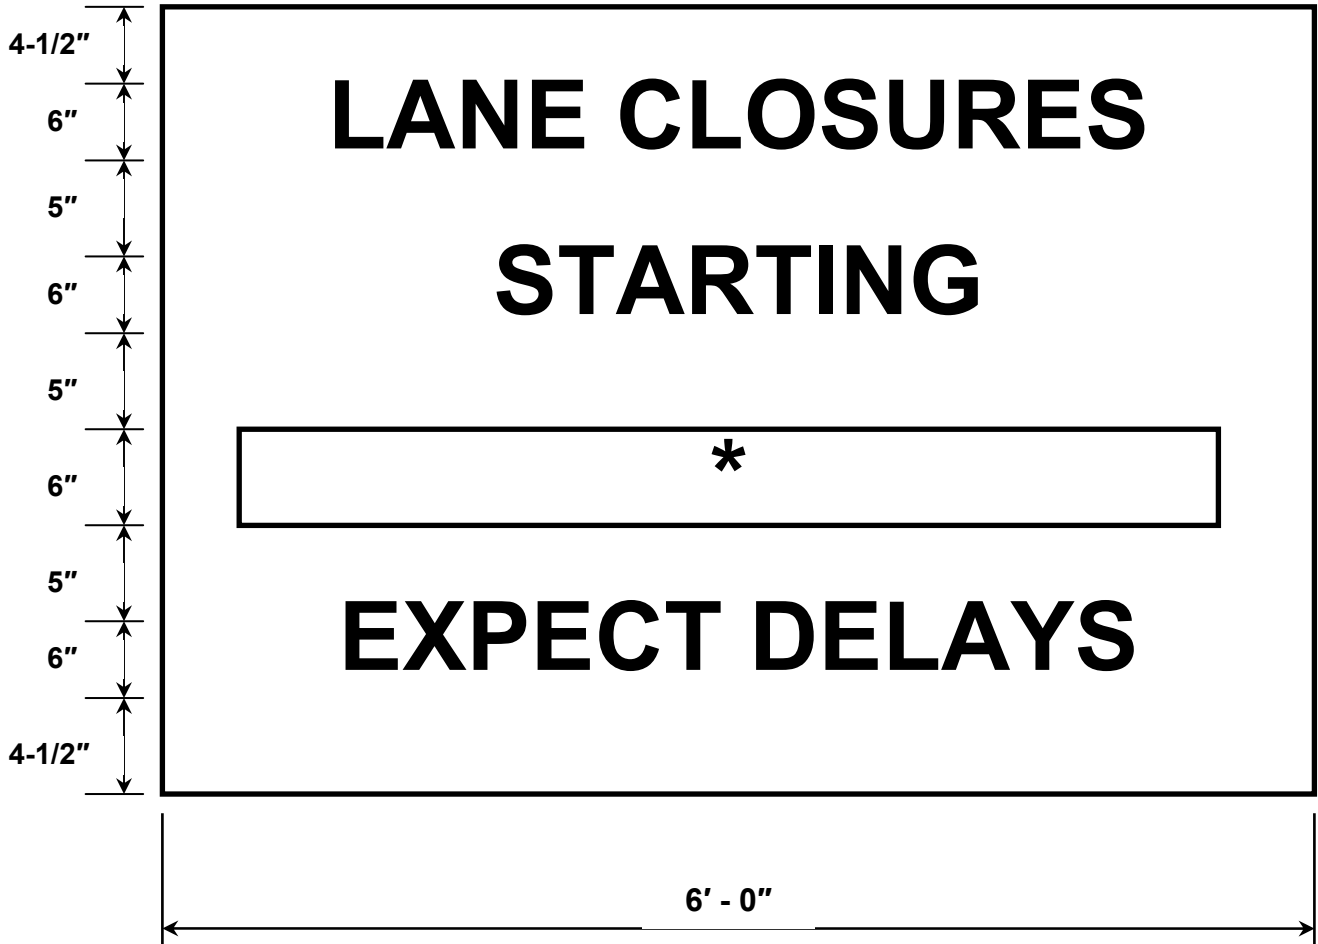 4-1/2″
LANE CLOSURES
6″
5″
STARTING
6″
5″
*
6″
5″
EXPECT DELAYS
6″
4-1/2″
6′ - 0″